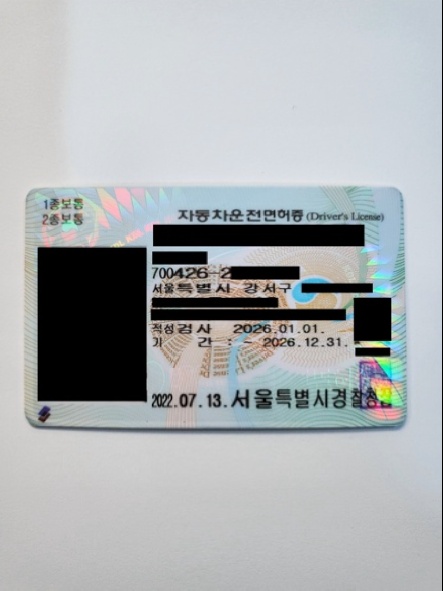 1종보통
2종보통
자동차운전면허증 (Driver's License)
700426-2
서울특별시 강서구
적성검사 2026.01.01.
기 간 : ~ 2026.12.31.
2022.07.13. 서울특별시경찰청장